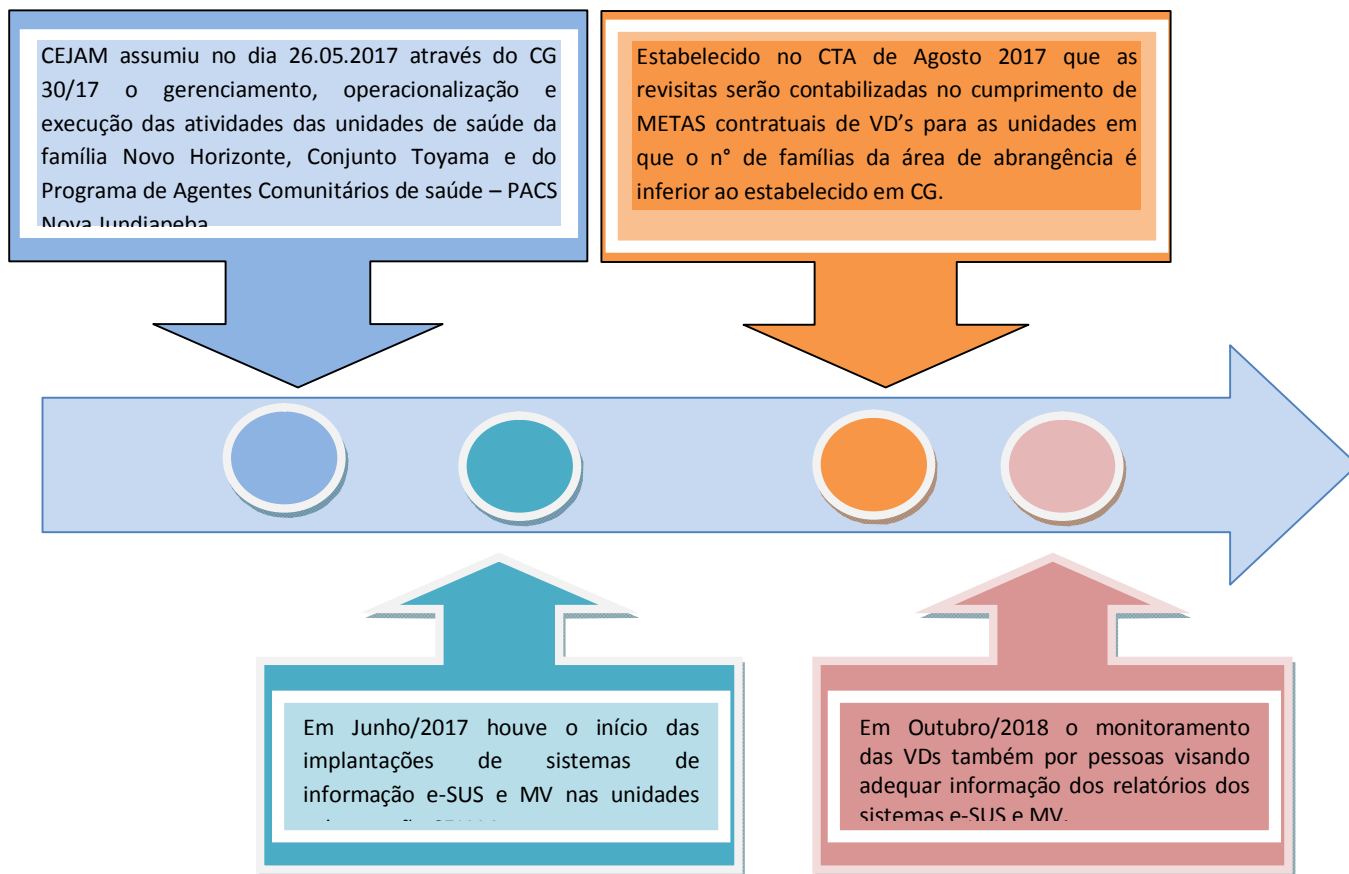 CEJAM assumiu no dia 26.05.2017 através do CG
30/17 o gerenciamento, operacionalização e
execução das atividades das unidades de saúde da
família Novo Horizonte, Conjunto Toyama e do
Programa de Agentes Comunitários de saúde – PACS
Nova Jundiapeba
Estabelecido no CTA de Agosto 2017 que as
revisitas serão contabilizadas no cumprimento de
METAS contratuais de VD’s para as unidades em
que o n° de famílias da área de abrangência é
inferior ao estabelecido em CG.
Em Junho/2017 houve o início das
implantações de sistemas de
informação e-SUS e MV nas unidades
Em Outubro/2018 o monitoramento
das VDs também por pessoas visando
adequar informação dos relatórios dos
sistemas e-SUS e MV.